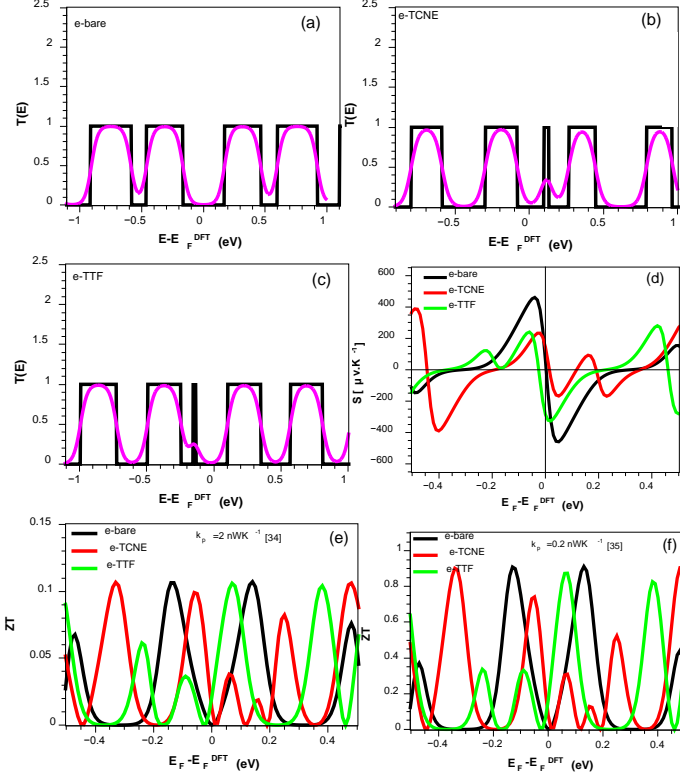 (a)
e-bare
T(E)
2.5
2
1.5
1
0.5
0
−1
−0.5
0
0.5
1
E-E F DFT (eV)
(b)
e-TCNE
T(E)
2.5
2
1.5
1
0.5
0
−0.5
0
0.5
1
E-E F DFT (eV)
(c)
e-TTF
T(E)
2.5
2
1.5
1
0.5
0
−1
−0.5
0
0.5
1
E-E F DFT (eV)
(d)
e-bare
e-TCNE
e-TTF
S [ µ v.K -1 ]
600
400
200
0
−200
−400
−600
−0.4
−0.2
0
0.2
0.4
E F -E F DFT (eV)
(e)
e-bare
e-TCNE
e-TTF
k p =2 nWK -1 [34]
ZT
0.15
0.1
0.05
0
−0.4
−0.2
0
0.2
0.4
E F -E F DFT (eV)
(f)
e-bare
e-TCNE
e-TTF
k p =0.2 nWK -1 [35]
ZT
1
0.8
0.6
0.4
0.2
0
−0.4
−0.2
0
0.2
0.4
E F -E F DFT (eV)